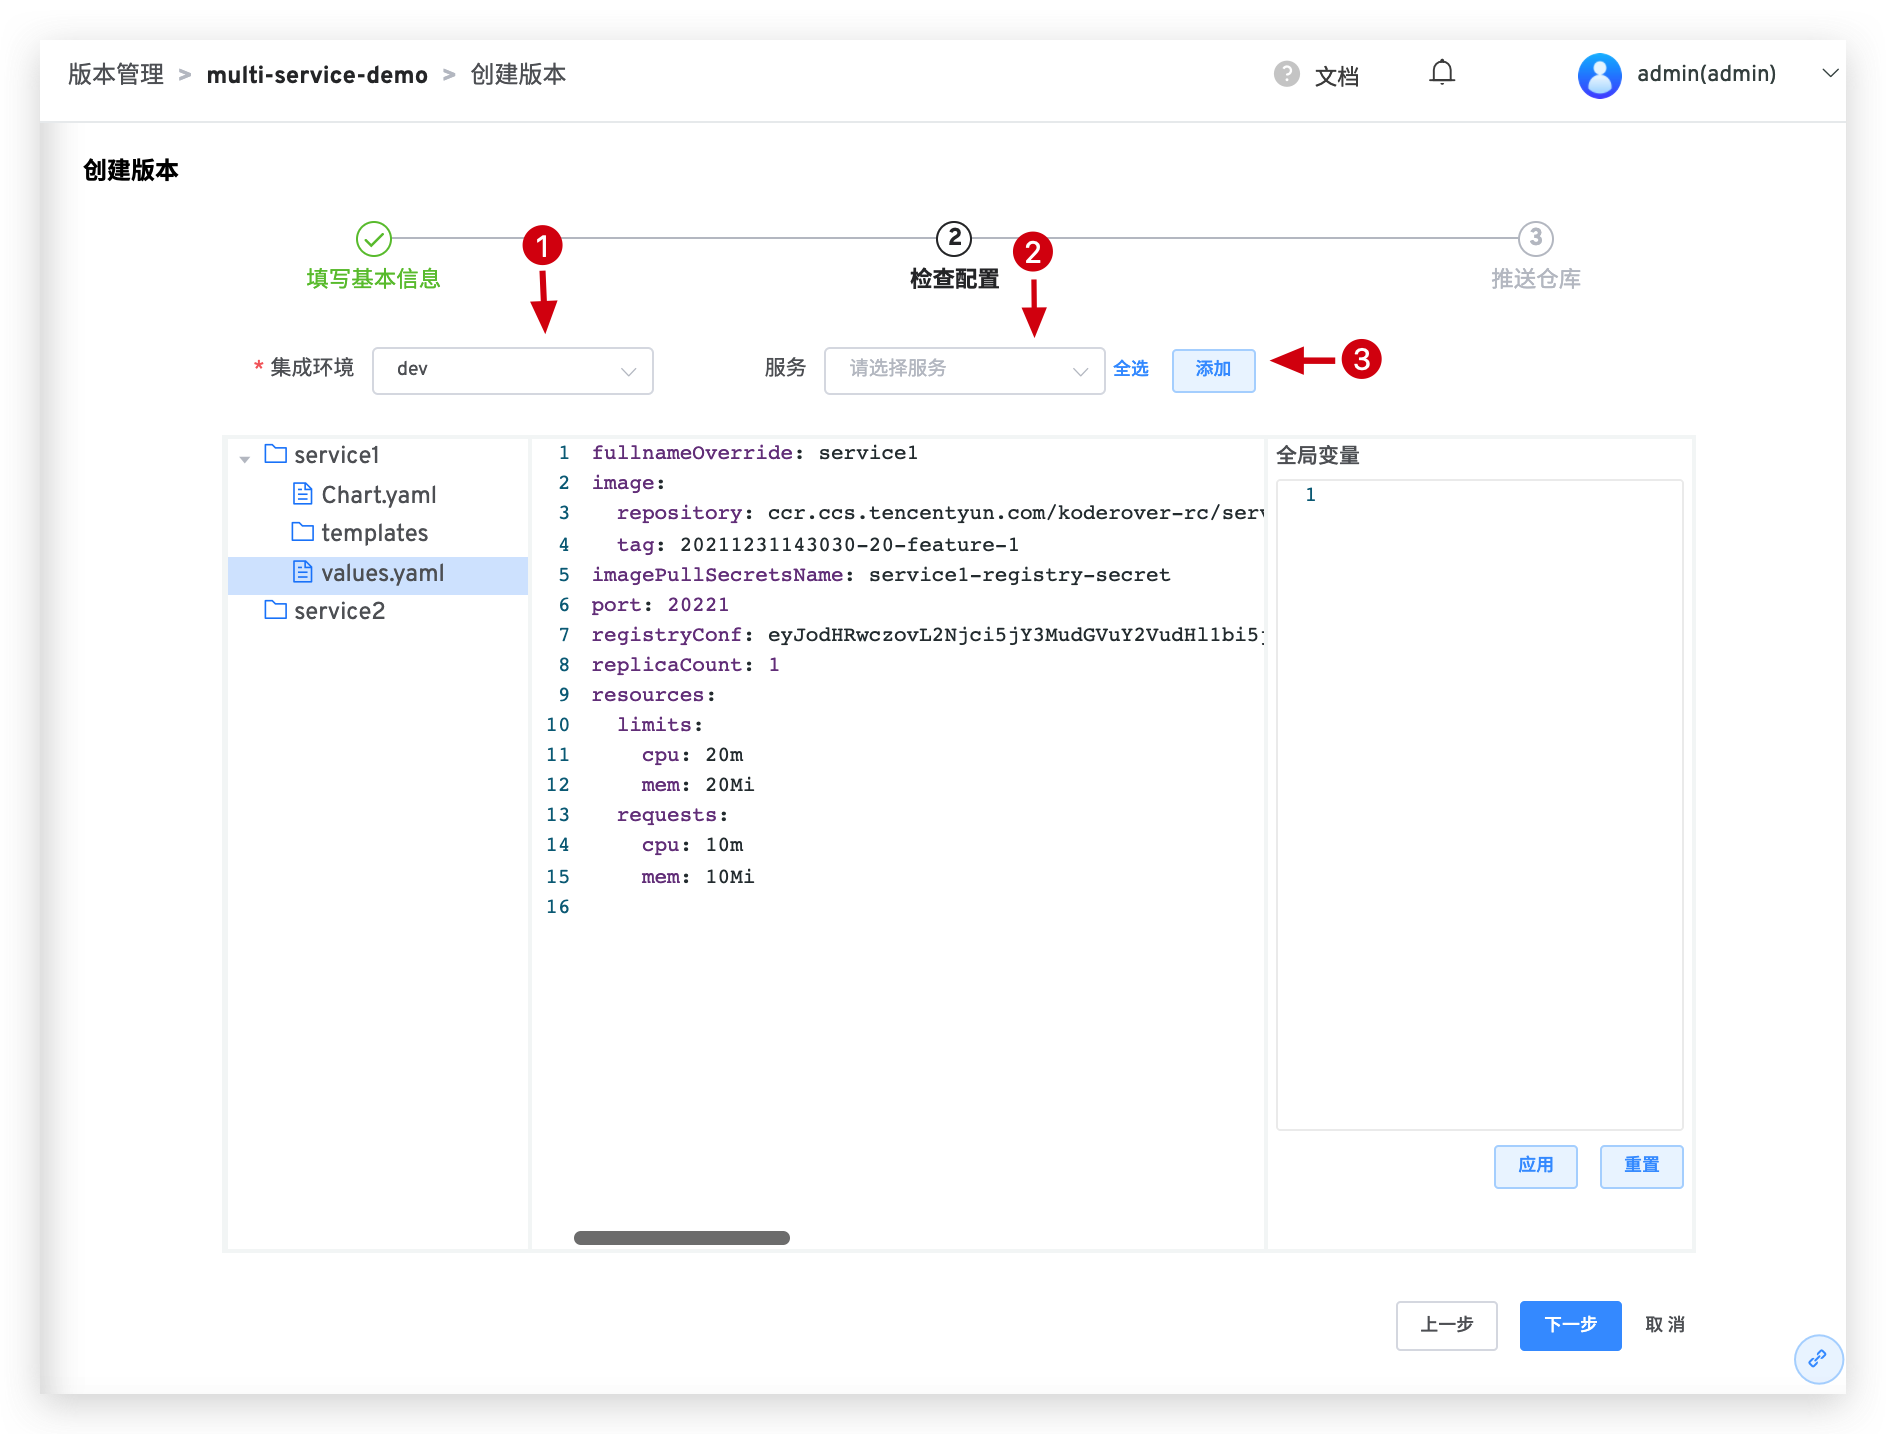 版本管理 > multi-service-demo > 创建版本
? 文档
admin(admin)
创建版本
填写基本信息
1
2
检查配置
2
3
推送仓库
* 集成环境 dev
服务 请选择服务 全选 添加
3
service1
Chart.yaml
templates
values.yaml
service2
1 fullnameOverride: service1
2 image:
3 repository: ccr.ccs.tencentyun.com/koderover-rc/serv
4 tag: 20211231143030-20-feature-1
5 imagePullSecretsName: service1-registry-secret
6 port: 20221
7 registryConf: eyJodHRwczovL2Njci5jY3MudGVuY2VudHl1bi5j
8 replicaCount: 1
9 resources:
10 limits:
11 cpu: 20m
12 mem: 20Mi
13 requests:
14 cpu: 10m
15 mem: 10Mi
16
全局变量
1
应用 重置
上一步 下一步 取消